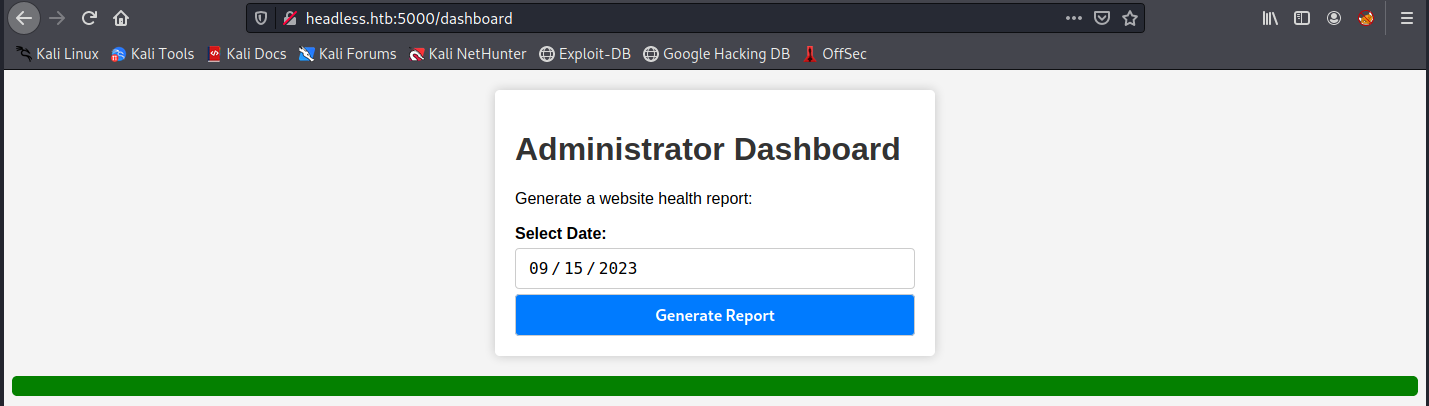 headless.htb:5000/dashboard
Kali Linux Kali Tools Kali Docs Kali Forums Kali NetHunter Exploit-DB Google Hacking DB OffSec
Administrator Dashboard
Generate a website health report:
Select Date:
09/15/2023
Generate Report